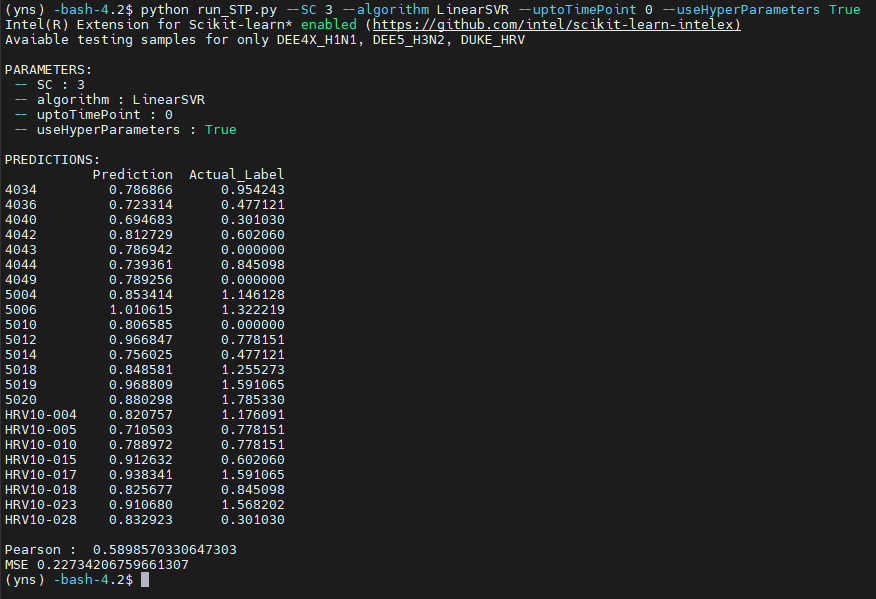 (yns) -bash-4.2$ python run_STP.py --SC 3 --algorithm LinearSVR --uptoTimePoint 0 --useHyperParameters True
Intel(R) Extension for Scikit-learn* enabled (https://github.com/intel/scikit-learn-intelex)
Avaiable testing samples for only DEE4X_H1N1, DEE5_H3N2, DUKE_HRV

PARAMETERS:
 -- SC : 3
 -- algorithm : LinearSVR
 -- uptoTimePoint : 0
 -- useHyperParameters : True

PREDICTIONS:
           Prediction  Actual_Label
4034         0.786866      0.954243
4036         0.723314      0.477121
4040         0.694683      0.301030
4042         0.812729      0.602060
4043         0.786942      0.000000
4044         0.739361      0.845098
4049         0.789256      0.000000
5004         0.853414      1.146128
5006         1.010615      1.322219
5010         0.806585      0.000000
5012         0.966847      0.778151
5014         0.756025      0.477121
5018         0.848581      1.255273
5019         0.968809      1.591065
5020         0.880298      1.785330
HRV10-004    0.820757      1.176091
HRV10-005    0.710503      0.778151
HRV10-010    0.788972      0.778151
HRV10-015    0.912632      0.602060
HRV10-017    0.938341      1.591065
HRV10-018    0.825677      0.845098
HRV10-023    0.910680      1.568202
HRV10-028    0.832923      0.301030

Pearson :  0.5898570330647303
MSE 0.22734206759661307
(yns) -bash-4.2$